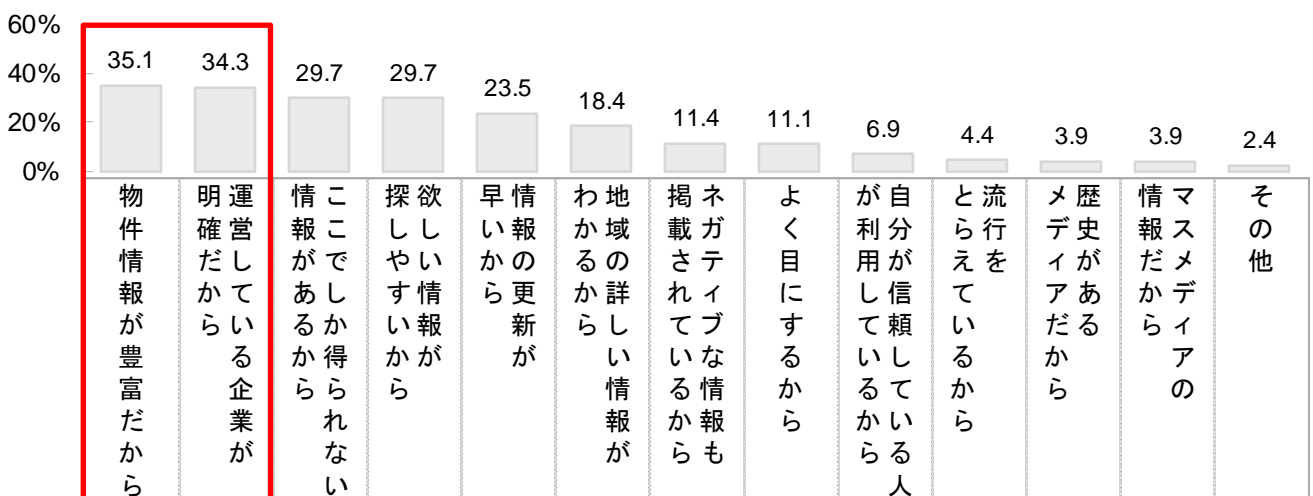 60%
40%
20%
0%
35.1
34.3
29.7
29.7
23.5
18.4
11.4
11.1
6.9
4.4
3.9
3.9
2.4
物件情報が豊富だから
運営している企業が
明確だから
ここでしか得られない
情報があるから
欲しい情報が
探しやすいから
情報の更新が
早いから
地域の詳しい情報が
わかるから
ネガティブな情報も
掲載されているから
よく目にするから
自分が信頼している人
が利用しているから
流行を
とらえているから
歴史がある
メディアだから
マスメディアの
情報だから
その他